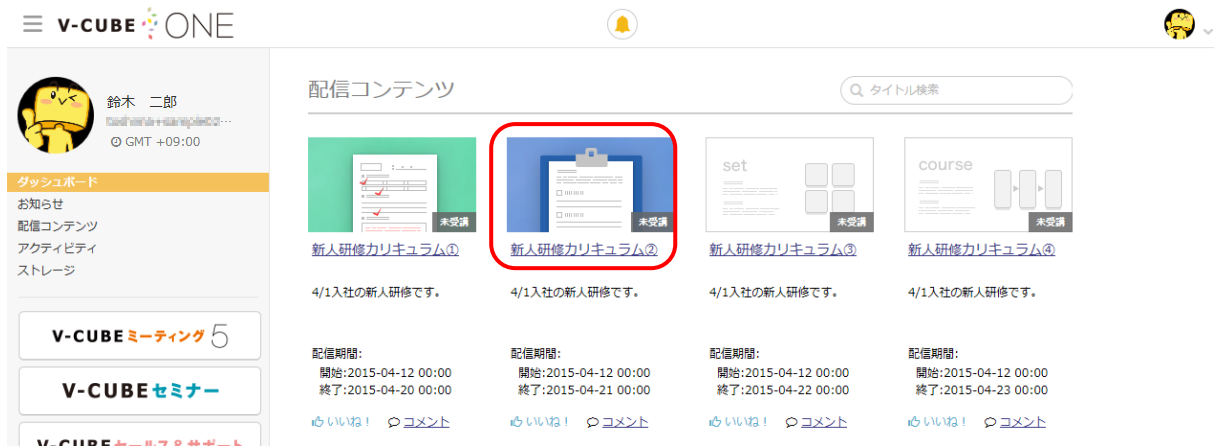 V-CUBE ONE
鈴木　二郎
GMT +09:00
ダッシュボード
お知らせ
配信コンテンツ
アクティビティ
ストレージ
V-CUBEミーティング 5
V-CUBEセミナー
V-CUBEセールス&サポート
配信コンテンツ
タイトル検索
未受講
新人研修カリキュラム①
4/1入社の新人研修です。
配信期間:
開始:2015-04-12 00:00
終了:2015-04-20 00:00
いいね! コメント
未受講
新人研修カリキュラム②
4/1入社の新人研修です。
配信期間:
開始:2015-04-12 00:00
終了:2015-04-21 00:00
いいね! コメント
set
未受講
新人研修カリキュラム③
4/1入社の新人研修です。
配信期間:
開始:2015-04-12 00:00
終了:2015-04-22 00:00
いいね! コメント
course
未受講
新人研修カリキュラム④
4/1入社の新人研修です。
配信期間:
開始:2015-04-12 00:00
終了:2015-04-23 00:00
いいね! コメント